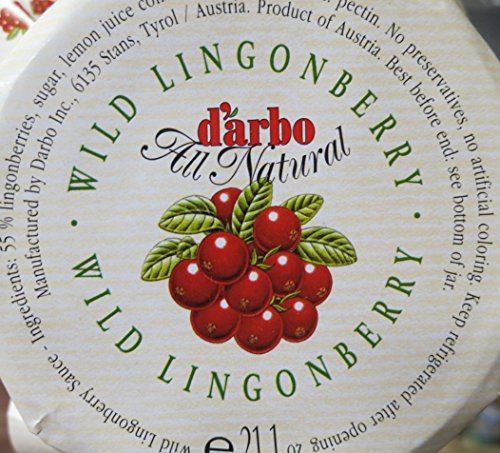 WILD LINGONBERRY
d'arbo
All Natural
· WILD LINGONBERRY ·
Wild Lingonberry Sauce - Ingredients: 55 % lingonberries, sugar, lemon juice pectin. No preservatives, no artificial coloring. Keep refrigerated after opening
Manufactured by Darbo Inc., 6135 Stans, Tyrol / Austria. Product of Austria. Best before end: see bottom of jar.
e 21.1 oz